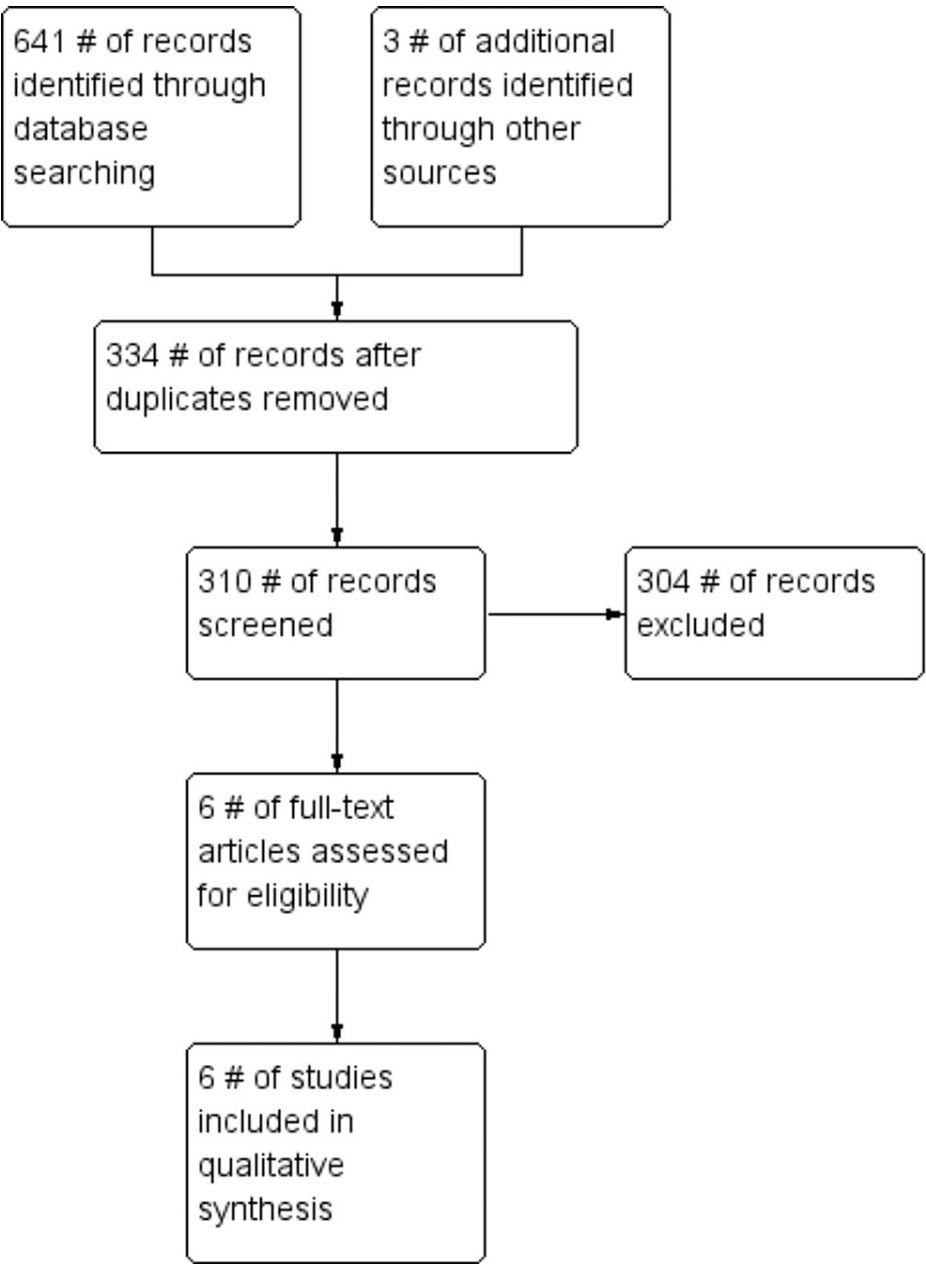 641 # of records
identified through
database
searching
3 # of additional
records identified
through other
sources
334 # of records after
duplicates removed
310 # of records
screened
304 # of records
excluded
6 # of full-text
articles assessed
for eligibility
6 # of studies
included in
qualitative
synthesis